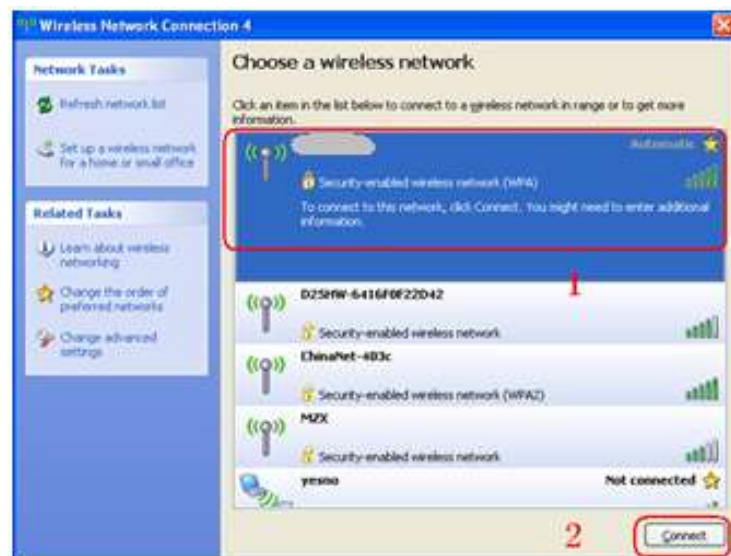 Wireless Network Connection 4
Network Tasks
Refresh network list
Set up a wireless network
for a home or small office
Related Tasks
Learn about wireless
networking
Change the order of
preferred networks
Change advanced
settings
Choose a wireless network
Click an item in the list below to connect to a wireless network in range or to get more
information.
Automatic
Security-enabled wireless network (WPA)
To connect to this network, click Connect. You might need to enter additional
information.
1
D25HW-6416F0F22D42
Security-enabled wireless network
ChinaNet-4D3c
Security-enabled wireless network (WPA2)
MZX
Security-enabled wireless network
yesno
Not connected
2
Connect